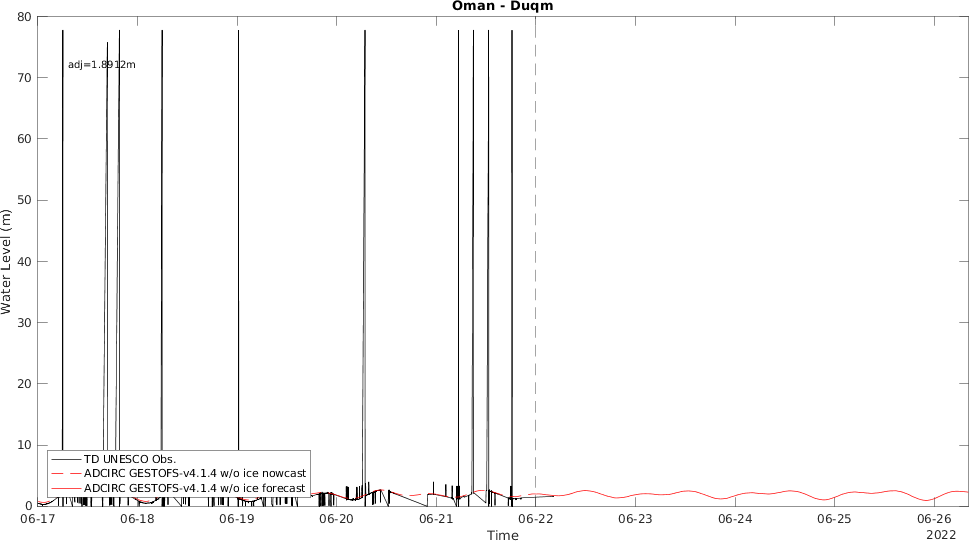 Oman - Duqm
80
70
60
50
40
30
20
10
0
Water Level (m)
adj=1.8912m
TD UNESCO Obs.
ADCIRC GESTOFS-v4.1.4 w/o ice nowcast
ADCIRC GESTOFS-v4.1.4 w/o ice forecast
06-17 06-18 06-19 06-20 06-21 06-22 06-23 06-24 06-25 06-26
Time
2022